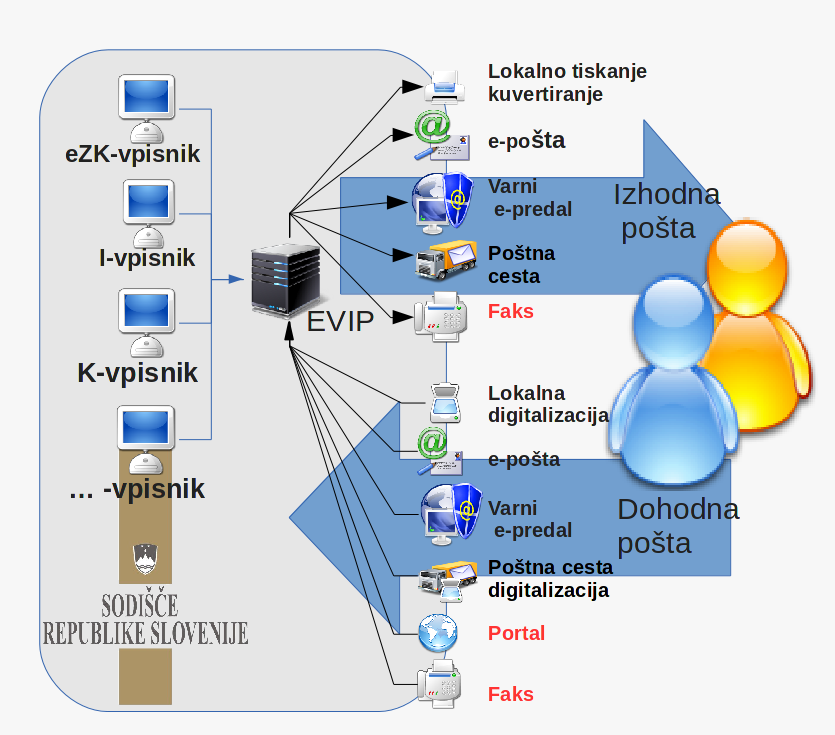 eZK-vpisnik
I-vpisnik
K-vpisnik
... -vpisnik
SODIŠČE
REPUBLIKE SLOVENIJE
EVIP
Lokalno tiskanje
kuvertiranje
e-pošta
Varni
e-predal
Poštna
cesta
Faks
Izhodna
pošta
Lokalna
digitalizacija
e-pošta
Varni
e-predal
Poštna cesta
digitalizacija
Portal
Faks
Dohodna
pošta